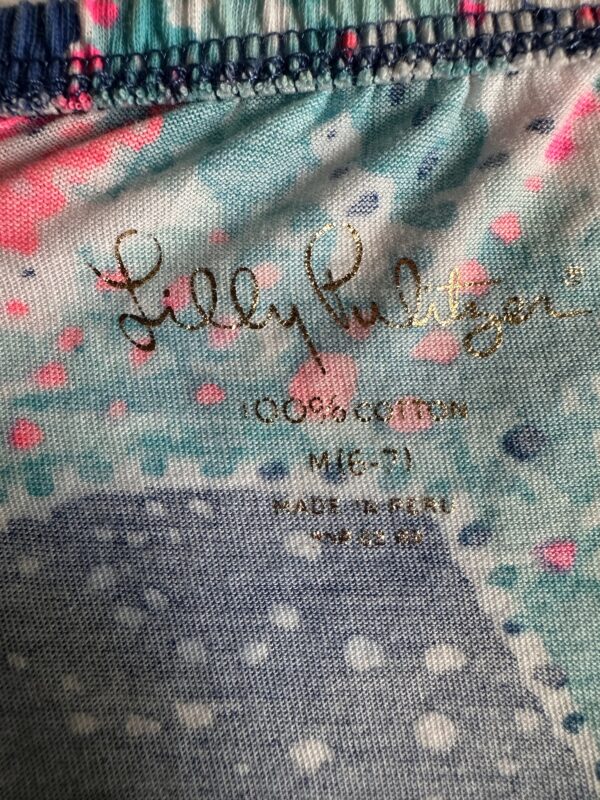 Lilly Pulitzer®
100% COTTON
M(6-7)
MADE IN PERU